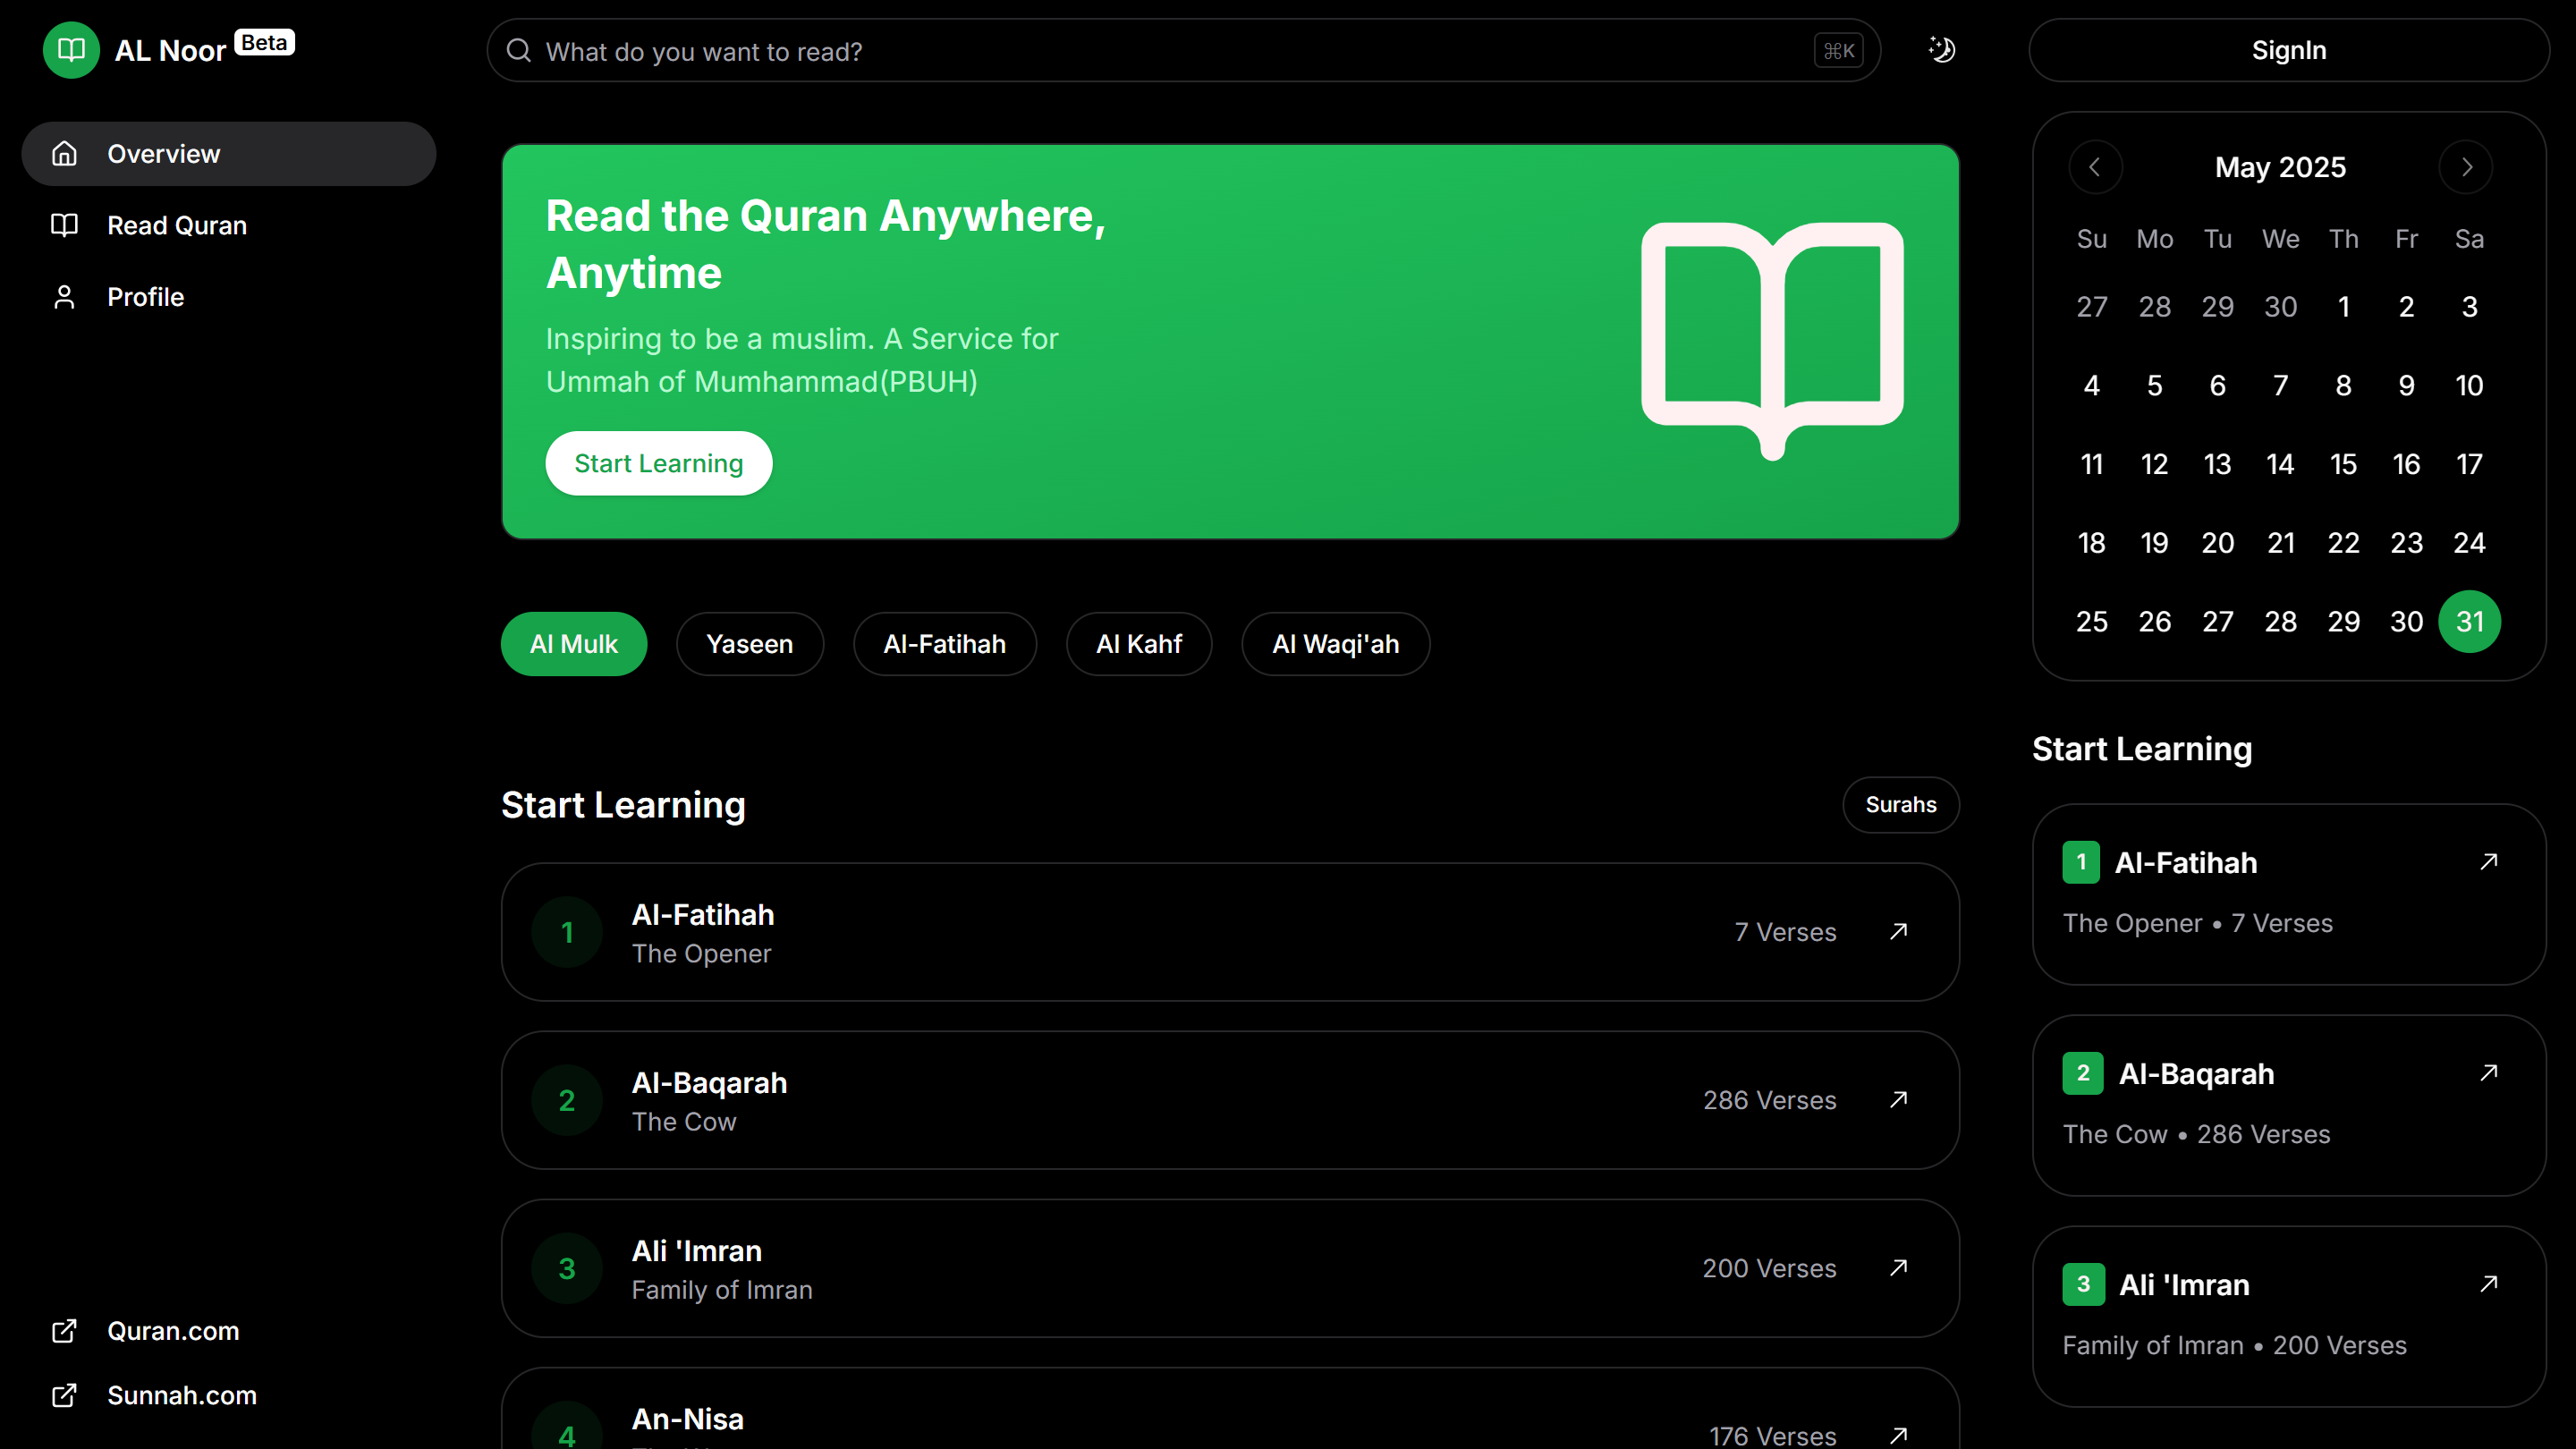 AL Noor Beta
Overview
Read Quran
Profile
Quran.com
Sunnah.com
What do you want to read?
⌘K
Read the Quran Anywhere,
Anytime
Inspiring to be a muslim. A Service for
Ummah of Mumhammad(PBUH)
Start Learning
Al Mulk
Yaseen
Al-Fatihah
Al Kahf
Al Waqi'ah
Start Learning
Surahs
1
Al-Fatihah
The Opener
7 Verses
2
Al-Baqarah
The Cow
286 Verses
3
Ali 'Imran
Family of Imran
200 Verses
4
An-Nisa
176 Verses
SignIn
May 2025
Su Mo Tu We Th Fr Sa
27 28 29 30 1 2 3
4 5 6 7 8 9 10
11 12 13 14 15 16 17
18 19 20 21 22 23 24
25 26 27 28 29 30 31
Start Learning
1 Al-Fatihah
The Opener • 7 Verses
2 Al-Baqarah
The Cow • 286 Verses
3 Ali 'Imran
Family of Imran • 200 Verses